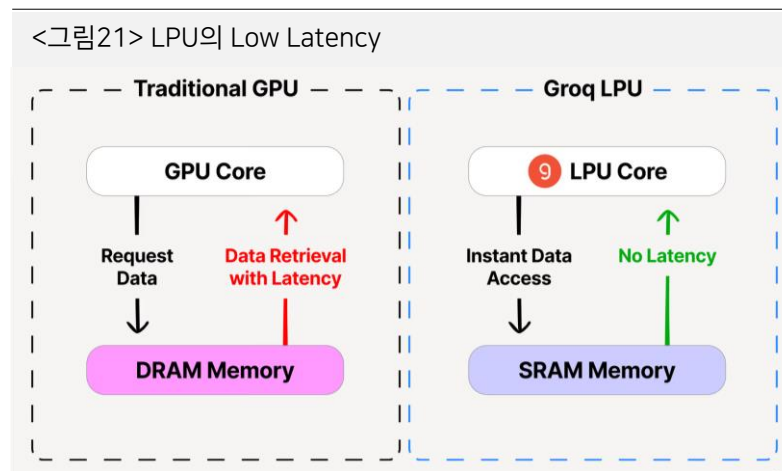 <그림21> LPU의 Low Latency
Traditional GPU
GPU Core
Request
Data
Data Retrieval
with Latency
DRAM Memory
Groq LPU
9 LPU Core
Instant Data
Access
No Latency
SRAM Memory